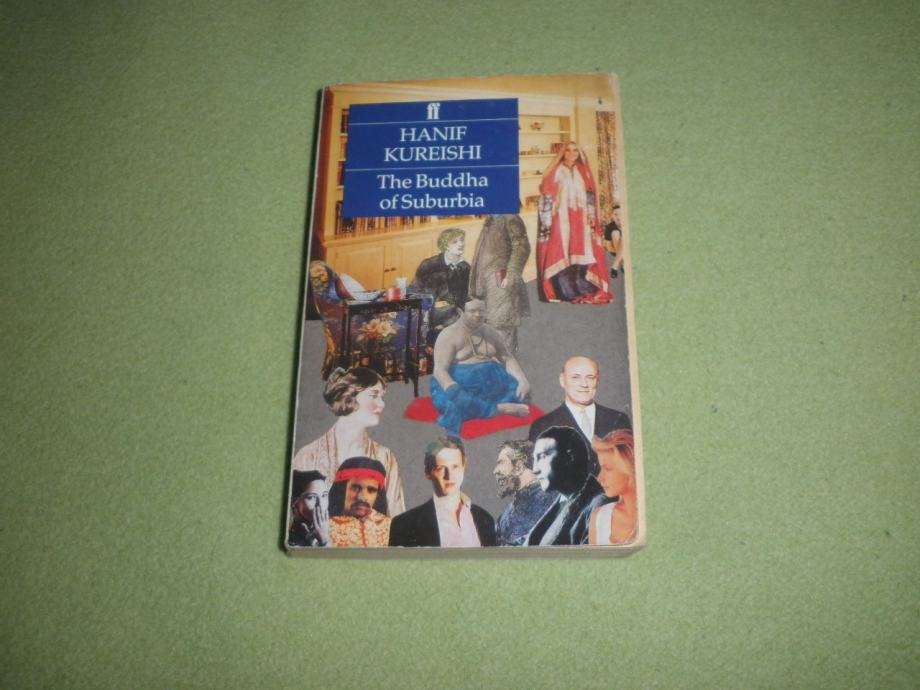 ff
HANIF
KUREISHI
The Buddha
of Suburbia